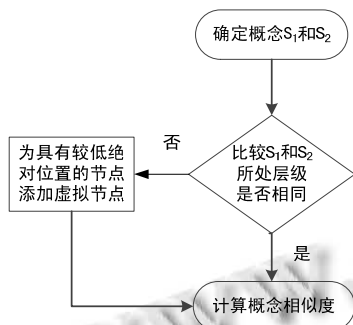 确定概念S₁和S₂
比较S₁和S₂
所处层级
是否相同
否
为具有较低绝
对位置的节点
添加虚拟节点
是
计算概念相似度